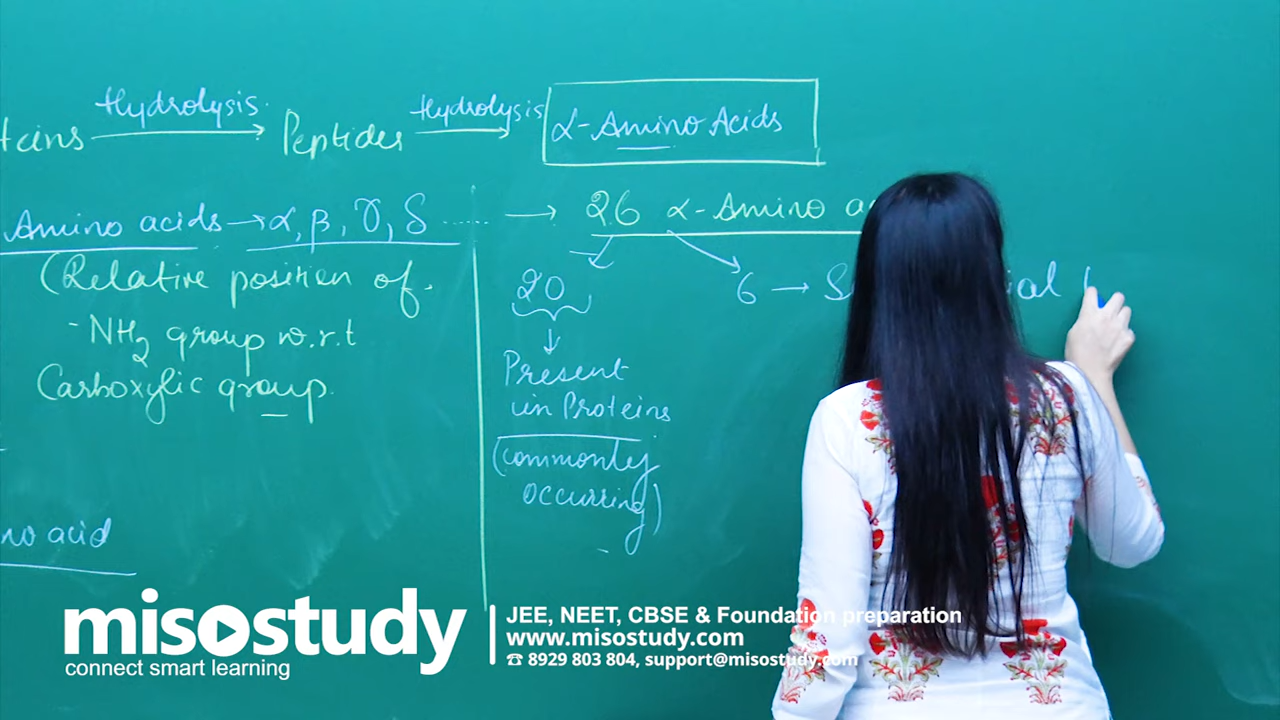 Hydrolysis. Hydrolysis
teins → Peptides → α-Amino Acids
Amino acids → α, β, γ, δ ...... → 26 α-Amino a
(Relative position of.
-NH2 group w.r.t
Carboxylic group.
20
6 → S ial
↓
Present
in Proteins
(commonly
occurring)
no acid
misostudy
connect smart learning
JEE, NEET, CBSE & Foundation preparation
www.misostudy.com
☎ 8929 803 804, support@misostudy.com